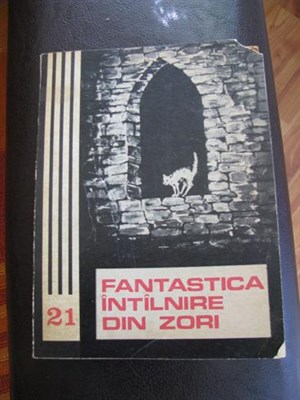 21
FANTASTICA
ÎNTÎLNIRE
DIN ZORI